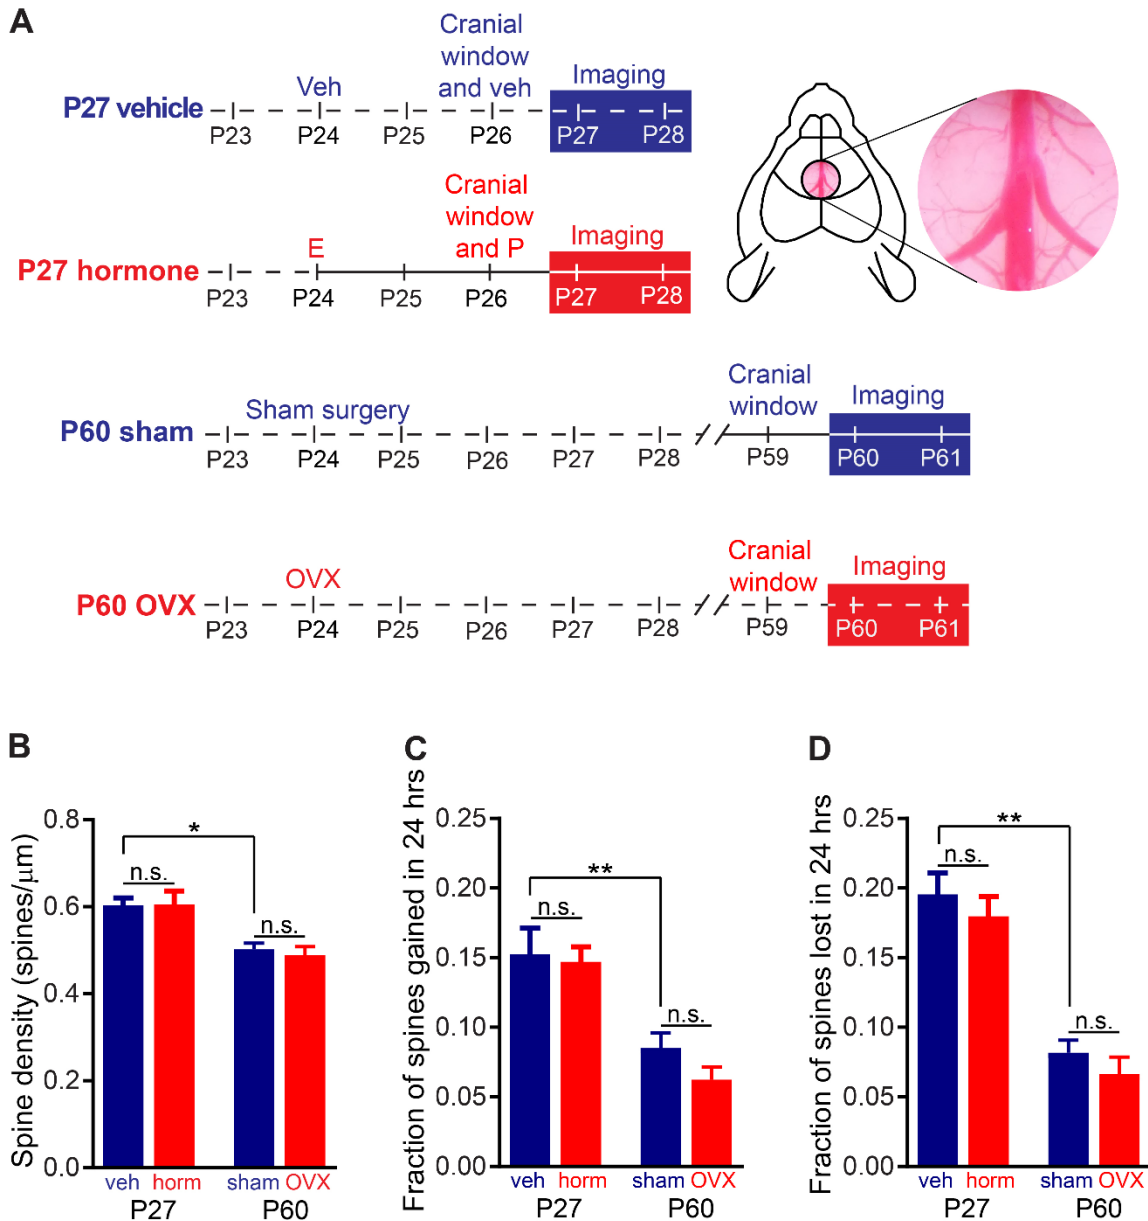 A
Cranial
window
and veh
Veh
Imaging
P27 vehicle
P23 P24 P25 P26 P27 P28
Cranial
window
and P
E
Imaging
P27 hormone
P23 P24 P25 P26 P27 P28
Cranial
window
Sham surgery
Imaging
P60 sham
P23 P24 P25 P26 P27 P28 P59 P60 P61
Cranial
window
OVX
Imaging
P60 OVX
P23 P24 P25 P26 P27 P28 P59 P60 P61
B
Spine density (spines/μm)
0.8
0.6
0.4
0.2
0.0
*
n.s.
n.s.
veh horm sham OVX
P27 P60
C
Fraction of spines gained in 24 hrs
0.25
0.20
0.15
0.10
0.05
0.00
**
n.s.
n.s.
veh horm sham OVX
P27 P60
D
Fraction of spines lost in 24 hrs
0.25
0.20
0.15
0.10
0.05
0.00
**
n.s.
n.s.
veh horm sham OVX
P27 P60